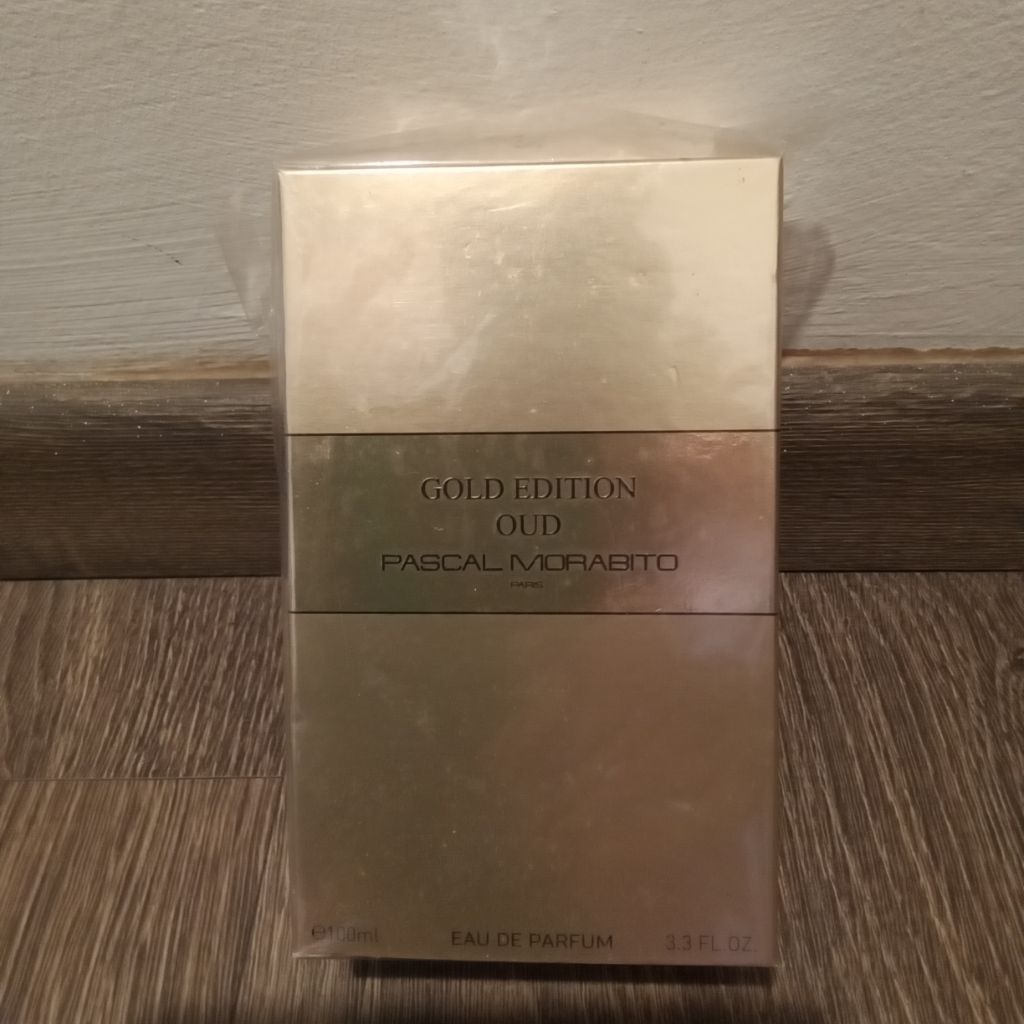 GOLD EDITION
OUD
PASCAL MORABITO
PARIS
℮100ml EAU DE PARFUM 3.3 FL.OZ.